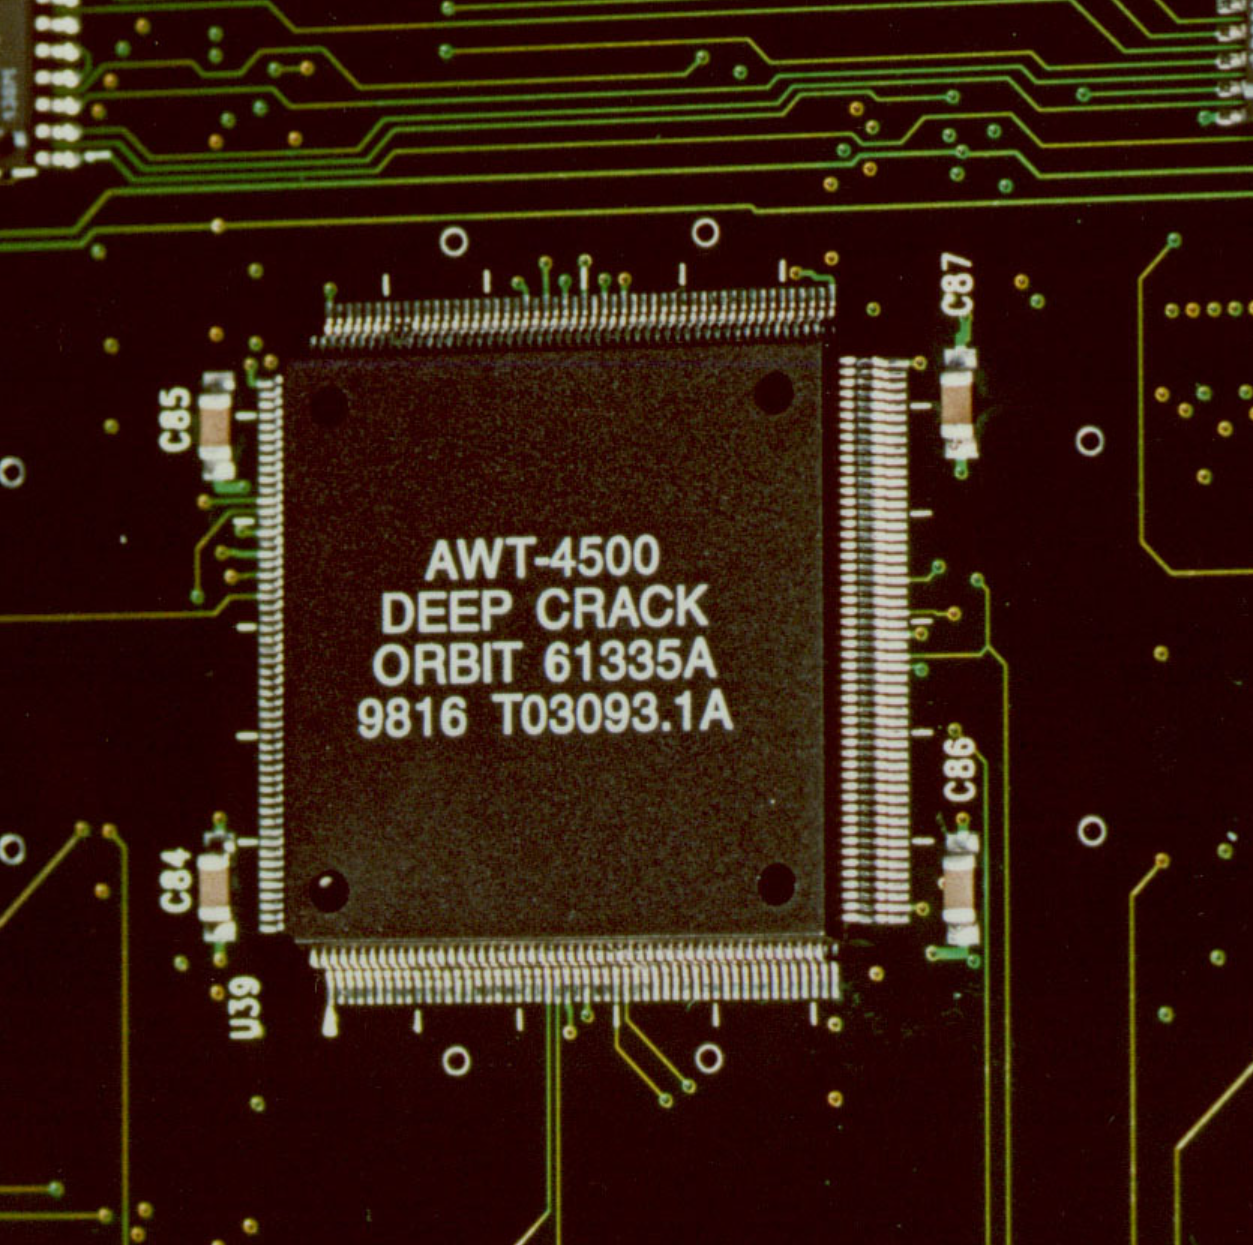 C87
C85
AWT-4500
DEEP CRACK
ORBIT 61335A
9816 T03093.1A
C86
C84
U39